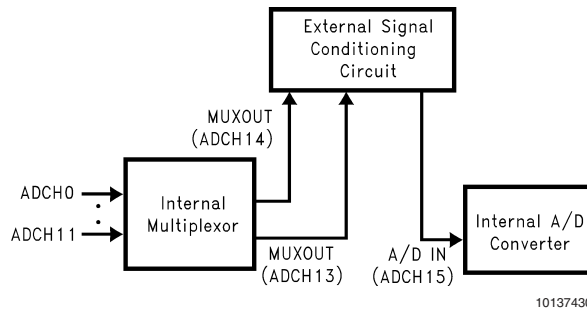 External Signal
Conditioning
Circuit
MUXOUT
(ADCH14)
ADCH0
ADCH11
Internal
Multiplexor
MUXOUT
(ADCH13)
A/D IN
(ADCH15)
Internal A/D
Converter
10137430